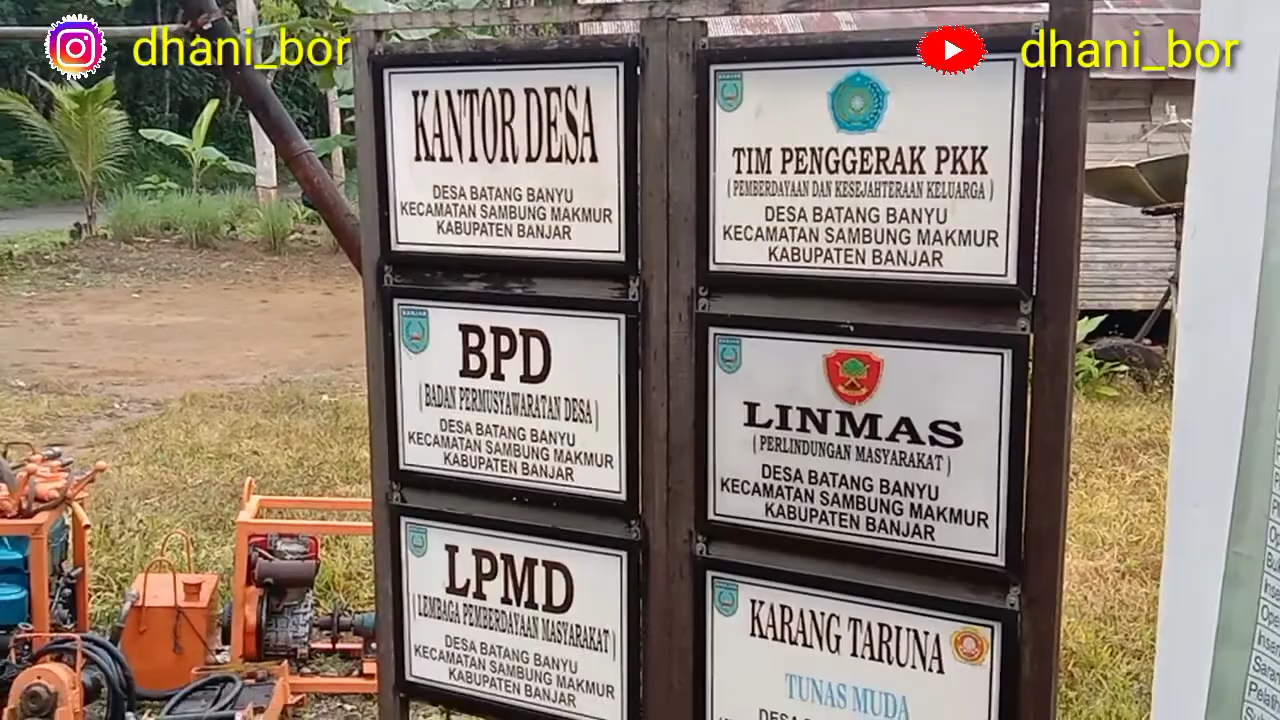 dhani_bor
dhani_bor
KANTOR DESA
DESA BATANG BANYU
KECAMATAN SAMBUNG MAKMUR
KABUPATEN BANJAR
TIM PENGGERAK PKK
( PEMBERDAYAAN DAN KESEJAHTERAAN KELUARGA )
DESA BATANG BANYU
KECAMATAN SAMBUNG MAKMUR
KABUPATEN BANJAR
BPD
( BADAN PERMUSYAWARATAN DESA )
DESA BATANG BANYU
KECAMATAN SAMBUNG MAKMUR
KABUPATEN BANJAR
LINMAS
( PERLINDUNGAN MASYARAKAT )
DESA BATANG BANYU
KECAMATAN SAMBUNG MAKMUR
KABUPATEN BANJAR
LPMD
( LEMBAGA PEMBERDAYAAN MASYARAKAT )
DESA BATANG BANYU
KECAMATAN SAMBUNG MAKMUR
KABUPATEN BANJAR
KARANG TARUNA
TUNAS MUDA